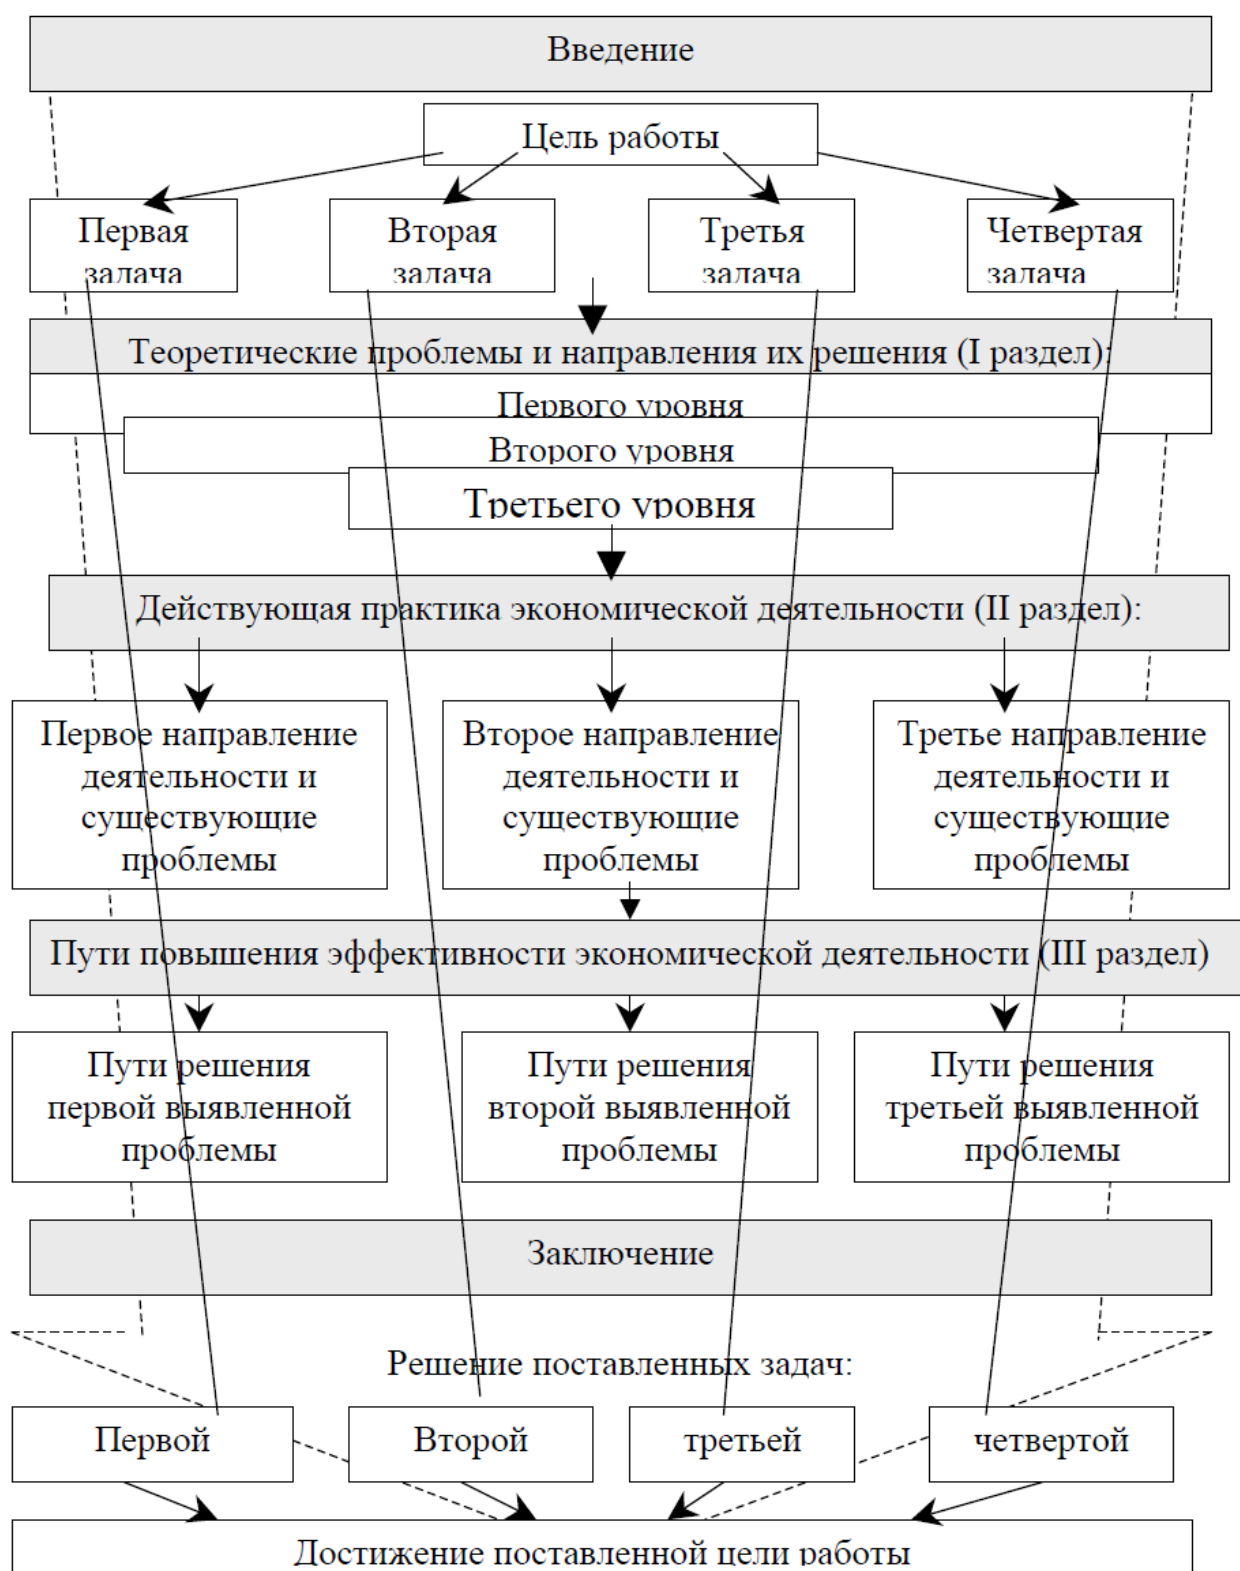 Введение
Цель работы
Первая
задача
Вторая
задача
Третья
задача
Четвертая
задача
Теоретические проблемы и направления их решения (I раздел):
Первого уровня
Второго уровня
Третьего уровня
Действующая практика экономической деятельности (II раздел):
Первое направление
деятельности и
существующие
проблемы
Второе направление
деятельности и
существующие
проблемы
Третье направление
деятельности и
существующие
проблемы
Пути повышения эффективности экономической деятельности (III раздел)
Пути решения
первой выявленной
проблемы
Пути решения
второй выявленной
проблемы
Пути решения
третьей выявленной
проблемы
Заключение
Решение поставленных задач:
Первой
Второй
третьей
четвертой
Достижение поставленной цели работы